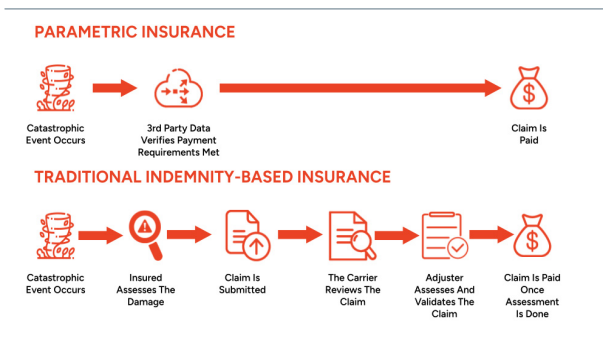 PARAMETRIC INSURANCE
$
Catastrophic
Event Occurs
3rd Party Data
Verifies Payment
Requirements Met
Claim Is
Paid
TRADITIONAL INDEMNITY-BASED INSURANCE
$
Catastrophic
Event Occurs
Insured
Assesses The
Damage
Claim Is
Submitted
The Carrier
Reviews The
Claim
Adjuster
Assesses And
Validates The
Claim
Claim Is Paid
Once
Assessment
Is Done